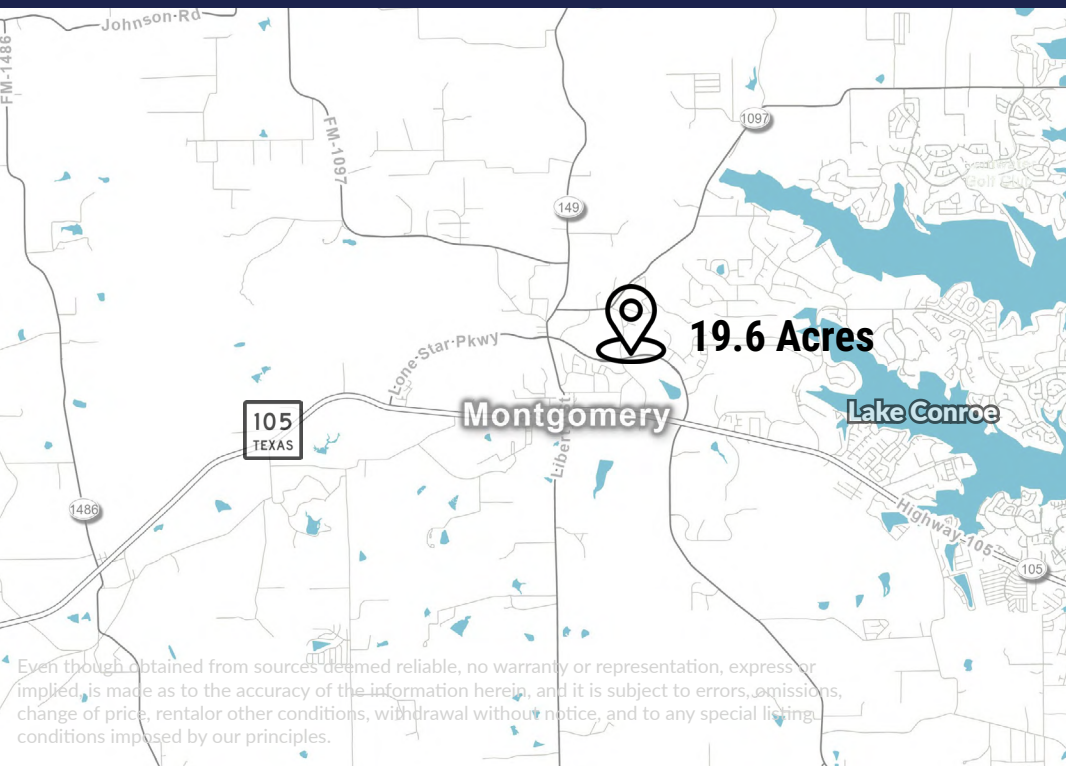 Johnson Rd
FM-1486
FM-1097
1097
149
19.6 Acres
Lone Star Pkwy
105
TEXAS
Montgomery
Lake Conroe
1486
Highway 105
105
Even though obtained from sources deemed reliable, no warranty or representation, express or
implied, is made as to the accuracy of the information herein, and it is subject to errors, omissions,
change of price, rentalor other conditions, withdrawal without notice, and to any special listing
conditions imposed by our principles.